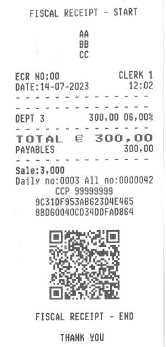 FISCAL RECEIPT - START
AA
BB
CC
ECR NO:00 CLERK 1
DATE:14-07-2023 12:02
- - - - - - - - - - - - - - - -
DEPT 3 300,00 06,00%
- - - - - - - - - - - - - - - -
TOTAL € 300,00
PAYABLES 300,00
Sale:3,000
Daily no:0003 All no:0000042
CCP 99999999
9C31DF953AB623D4E465
8BD6040CD34DDFAD864
FISCAL RECEIPT - END
THANK YOU